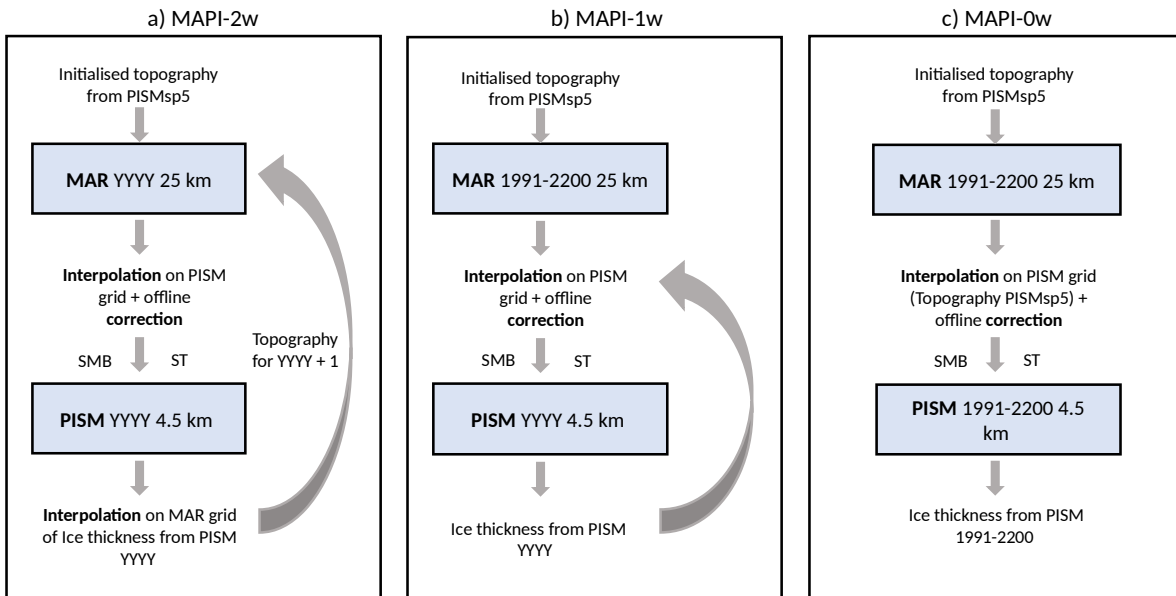 a) MAPI-2w
Initialised topography
from PISMsp5
MAR YYYY 25 km
Interpolation on PISM
grid + offline
correction
SMB ST
Topography
for YYYY + 1
PISM YYYY 4.5 km
Interpolation on MAR grid
of Ice thickness from PISM
YYYY
b) MAPI-1w
Initialised topography
from PISMsp5
MAR 1991-2200 25 km
Interpolation on PISM
grid + offline
correction
SMB ST
PISM YYYY 4.5 km
Ice thickness from PISM
YYYY
c) MAPI-0w
Initialised topography
from PISMsp5
MAR 1991-2200 25 km
Interpolation on PISM grid
(Topography PISMsp5) +
offline correction
SMB ST
PISM 1991-2200 4.5
km
Ice thickness from PISM
1991-2200